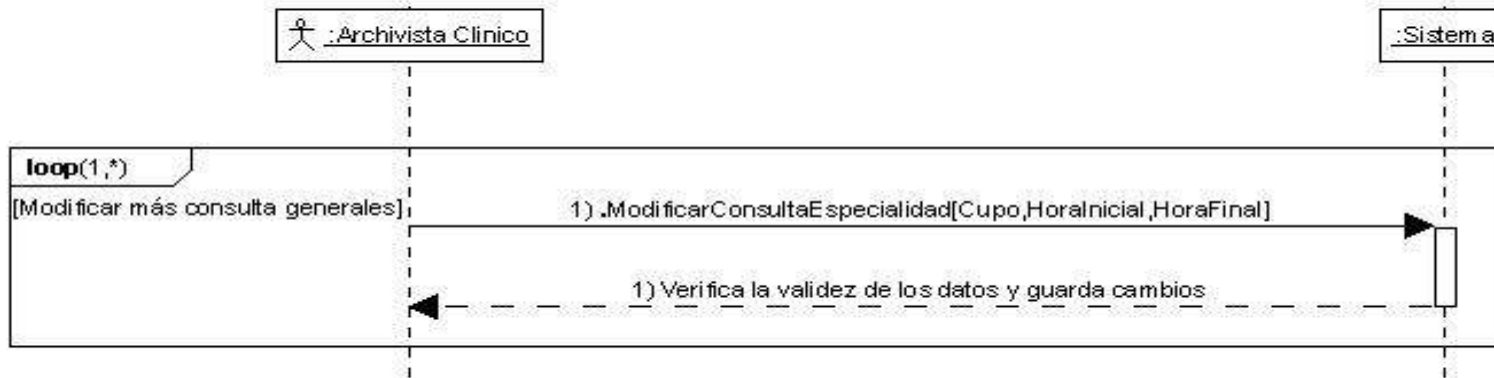 :Archivista Clinico
:Sistema
loop(1,*)
[Modificar más consulta generales]
1) .ModificarConsultaEspecialidad[Cupo,HoraInicial,HoraFinal]
1) Verifica la validez de los datos y guarda cambios